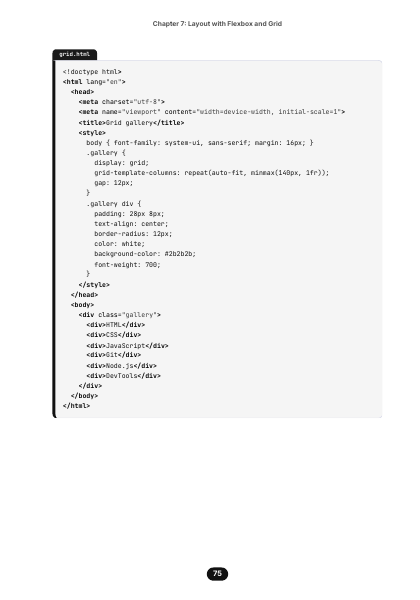 Chapter 7: Layout with Flexbox and Grid
grid.html
<!doctype html>
<html lang="en">
  <head>
    <meta charset="utf-8">
    <meta name="viewport" content="width=device-width, initial-scale=1">
    <title>Grid gallery</title>
    <style>
      body { font-family: system-ui, sans-serif; margin: 16px; }
      .gallery {
        display: grid;
        grid-template-columns: repeat(auto-fit, minmax(140px, 1fr));
        gap: 12px;
      }
      .gallery div {
        padding: 28px 8px;
        text-align: center;
        border-radius: 12px;
        color: white;
        background-color: #2b2b2b;
        font-weight: 700;
      }
    </style>
  </head>
  <body>
    <div class="gallery">
      <div>HTML</div>
      <div>CSS</div>
      <div>JavaScript</div>
      <div>Git</div>
      <div>Node.js</div>
      <div>DevTools</div>
    </div>
  </body>
</html>
75